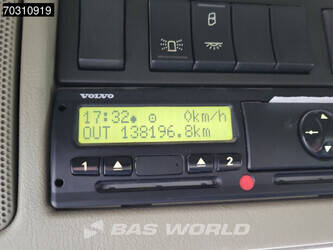 70310919
VOLVO
17:32 0km/h
OUT 138196.8km
1 2
BAS WORLD